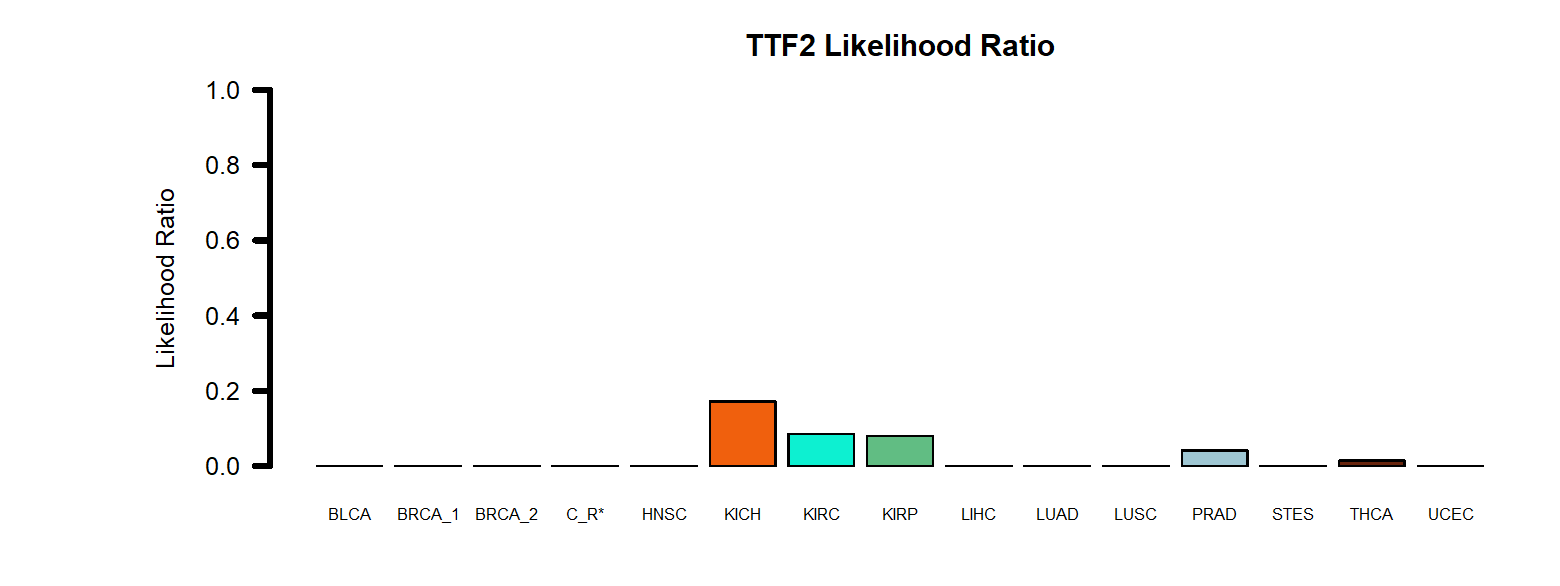 TTF2 Likelihood Ratio
Likelihood Ratio
1.0
0.8
0.6
0.4
0.2
0.0
BLCA BRCA_1 BRCA_2 C_R* HNSC KICH KIRC KIRP LIHC LUAD LUSC PRAD STES THCA UCEC